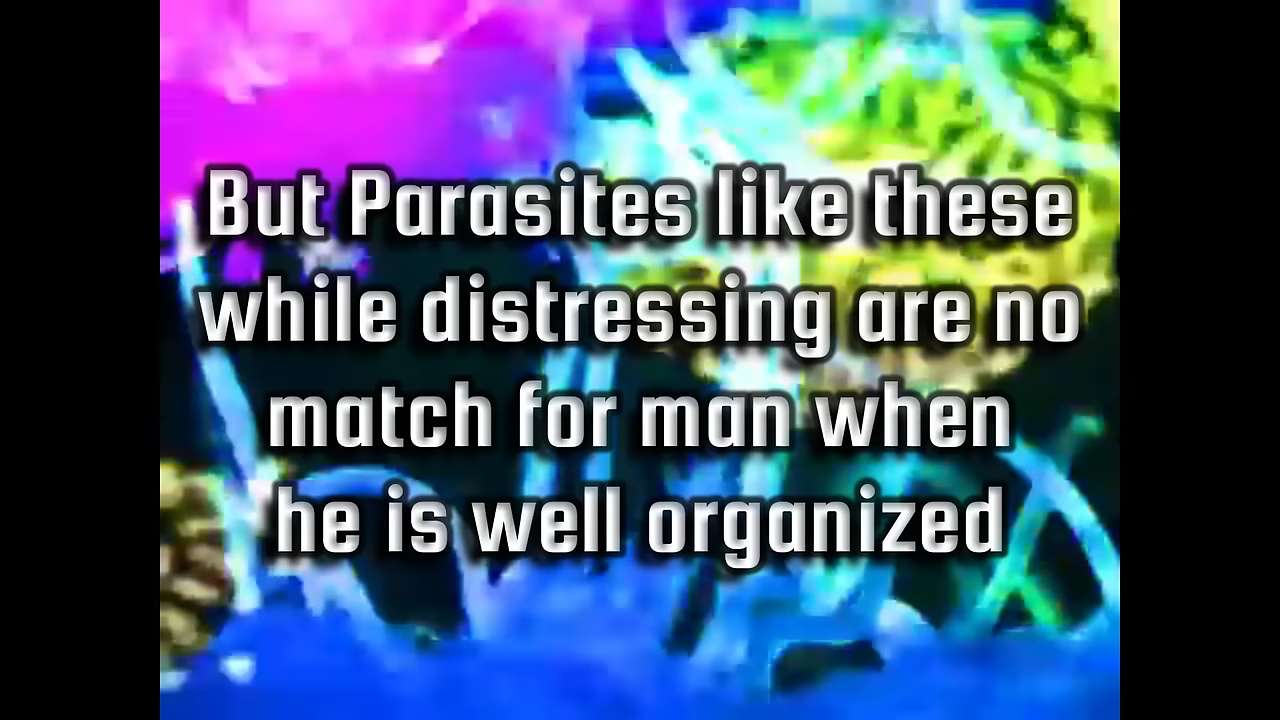 But Parasites like these
while distressing are no
match for man when
he is well organized